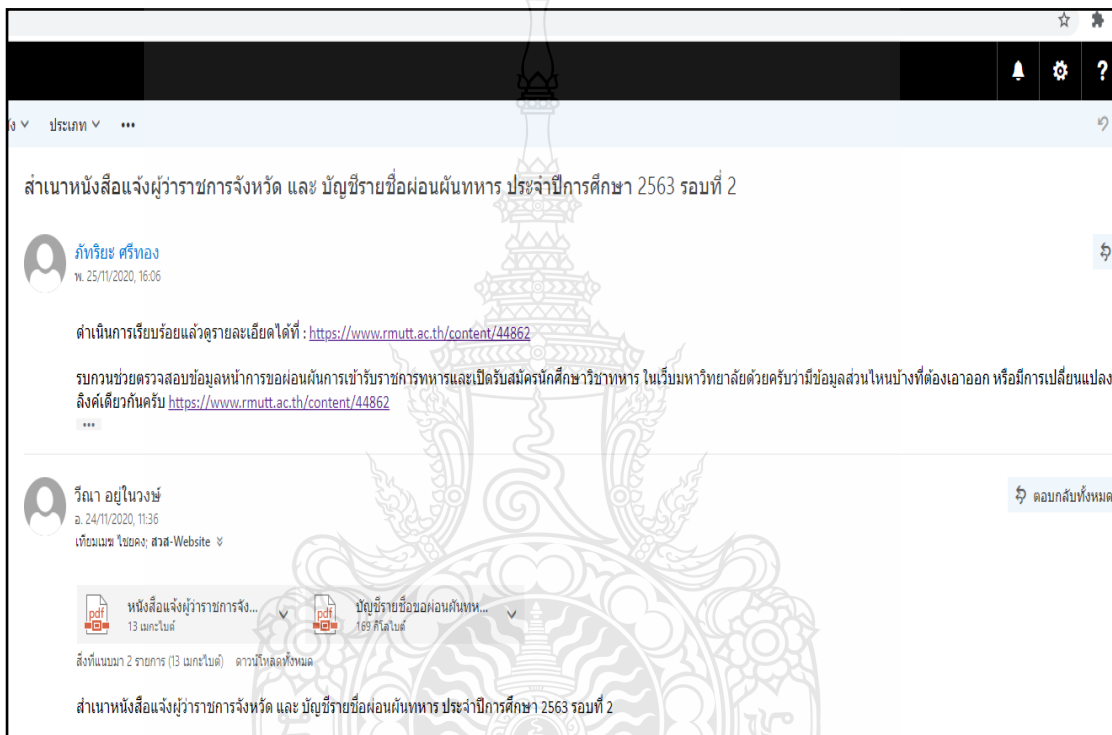 ประเภท
สำเนาหนังสือแจ้งผู้ว่าราชการจังหวัด และ บัญชีรายชื่อผ่อนผันทหาร ประจำปีการศึกษา 2563 รอบที่ 2
ภัทริยะ ศรีทอง
พ. 25/11/2020, 16:06
ดำเนินการเรียบร้อยแล้วดูรายละเอียดได้ที่ : https://www.rmutt.ac.th/content/44862
รบกวนช่วยตรวจสอบข้อมูลหน้าการขอผ่อนผันการเข้ารับราชการทหารและเปิดรับสมัครนักศึกษาวิชาทหาร ในเว็บมหาวิทยาลัยด้วยครับว่ามีข้อมูลส่วนไหนบ้างที่ต้องเอาออก หรือมีการเปลี่ยนแปลง
ลิงค์เดียวกันครับ https://www.rmutt.ac.th/content/44862
วีณา อยู่ในวงษ์
ตอบกลับทั้งหมด
อ. 24/11/2020, 11:36
เทียมเมฆ ไชยคง; สวส-Website
หนังสือแจ้งผู้ว่าราชการจัง... บัญชีรายชื่อขอผ่อนผันทห...
13 เมกะไบต์ 169 กิโลไบต์
สิ่งที่แนบมา 2 รายการ (13 เมกะไบต์) ดาวน์โหลดทั้งหมด
สำเนาหนังสือแจ้งผู้ว่าราชการจังหวัด และ บัญชีรายชื่อผ่อนผันทหาร ประจำปีการศึกษา 2563 รอบที่ 2